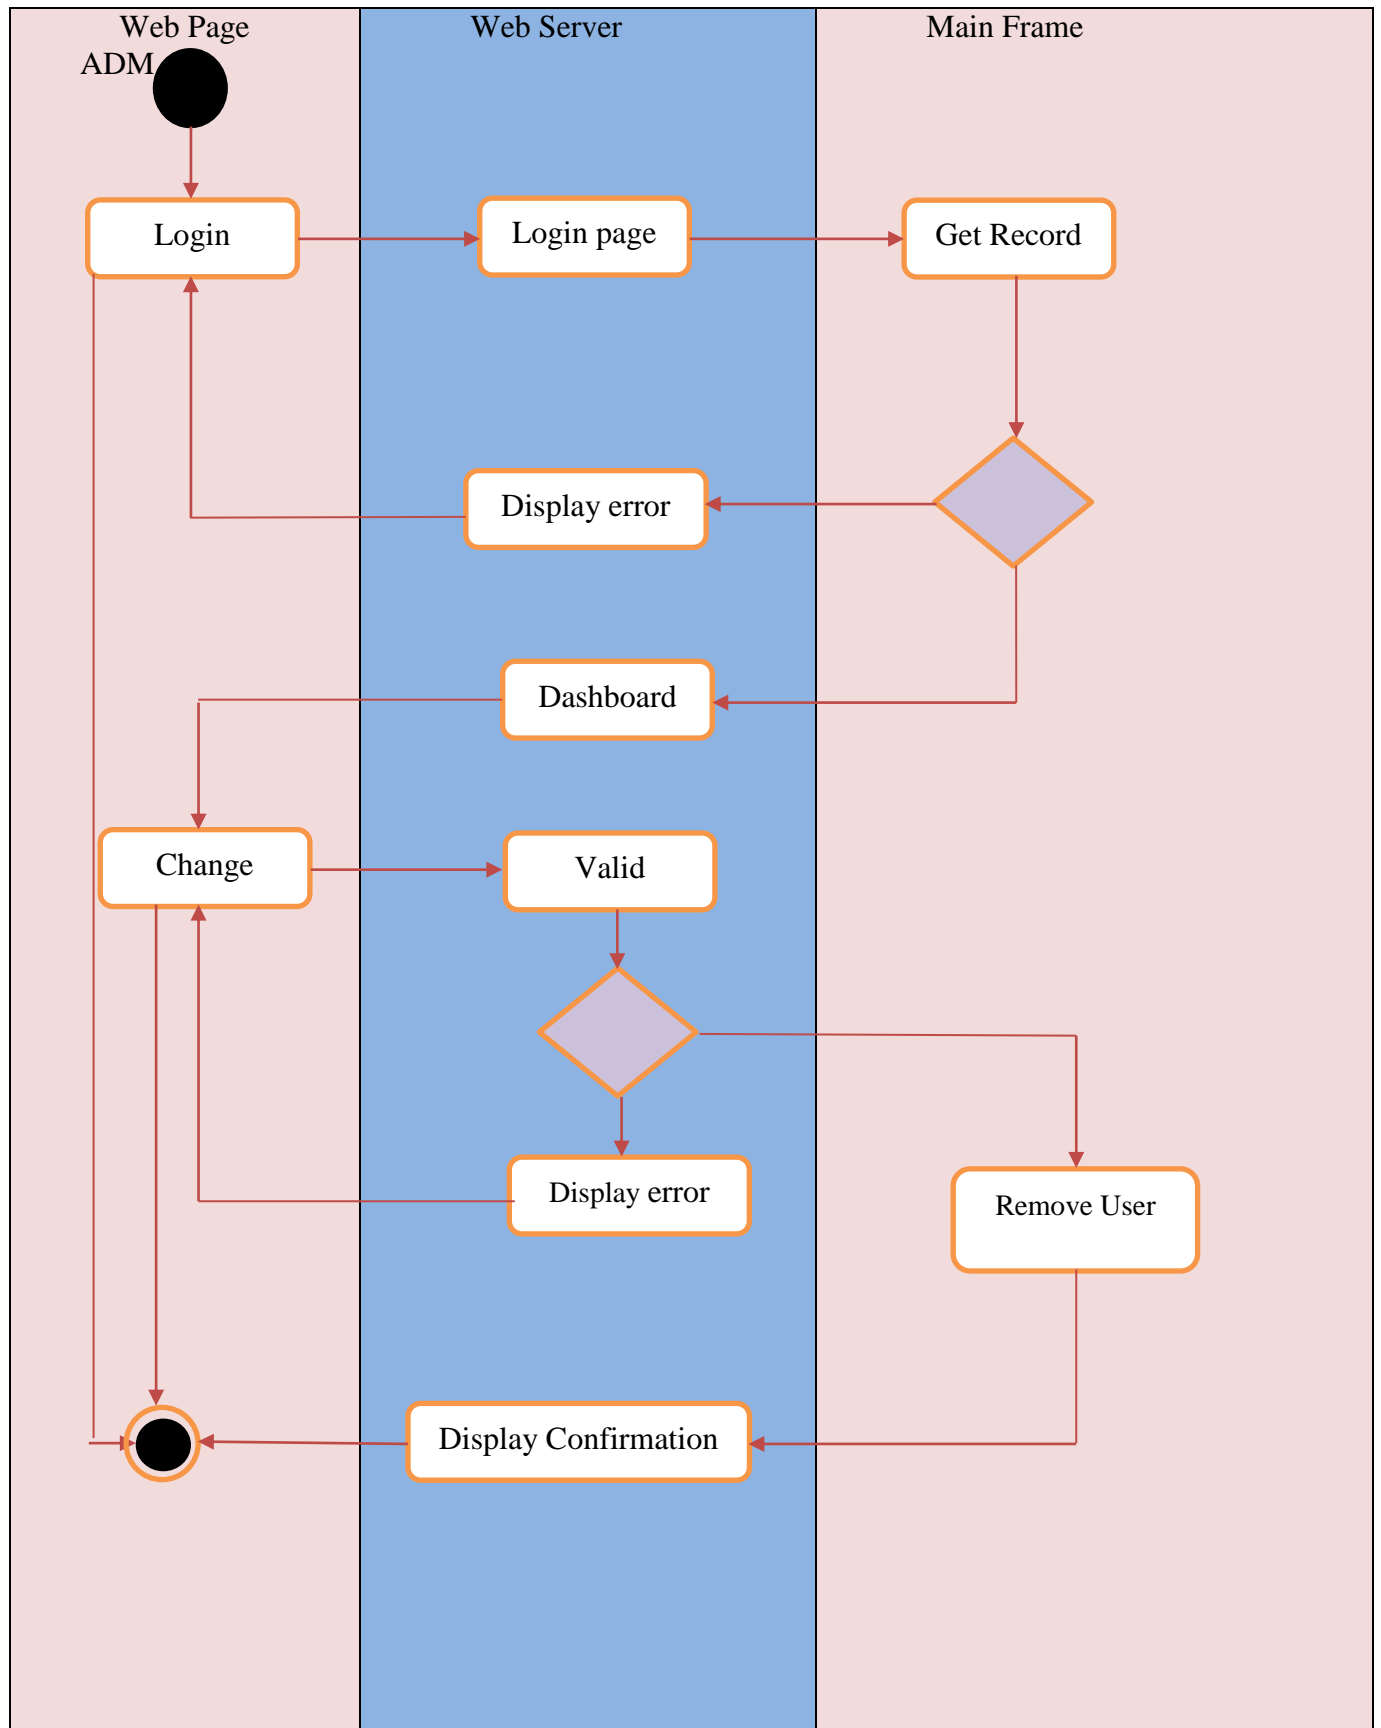 Web Page
Web Server
Main Frame
ADM
Login
Login page
Get Record
Display error
Dashboard
Change
Valid
Display error
Remove User
Display Confirmation